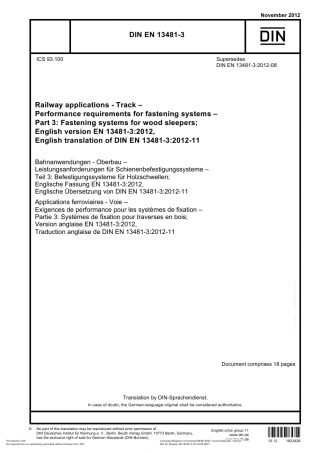 November 2012
DIN EN 13481-3
DIN
ICS 93.100
Supersedes
DIN EN 13481-3:2012-08
Railway applications - Track –
Performance requirements for fastening systems –
Part 3: Fastening systems for wood sleepers;
English version EN 13481-3:2012,
English translation of DIN EN 13481-3:2012-11
Bahnanwendungen - Oberbau –
Leistungsanforderungen für Schienenbefestigungssysteme –
Teil 3: Befestigungssysteme für Holzschwellen;
Englische Fassung EN 13481-3:2012,
Englische Übersetzung von DIN EN 13481-3:2012-11
Applications ferroviaires - Voie –
Exigences de performance pour les systèmes de fixation –
Partie 3: Systèmes de fixation pour traverses en bois;
Version anglaise EN 13481-3:2012,
Traduction anglaise de DIN EN 13481-3:2012-11
Document comprises 18 pages
Translation by DIN-Sprachendienst.
In case of doubt, the German-language original shall be considered authoritative.
No part of this translation may be reproduced without prior permission of
DIN Deutsches Institut für Normung e. V., Berlin. Beuth Verlag GmbH, 10772 Berlin, Germany,
has the exclusive right of sale for German Standards (DIN-Normen).
English price group 11
www.din.de